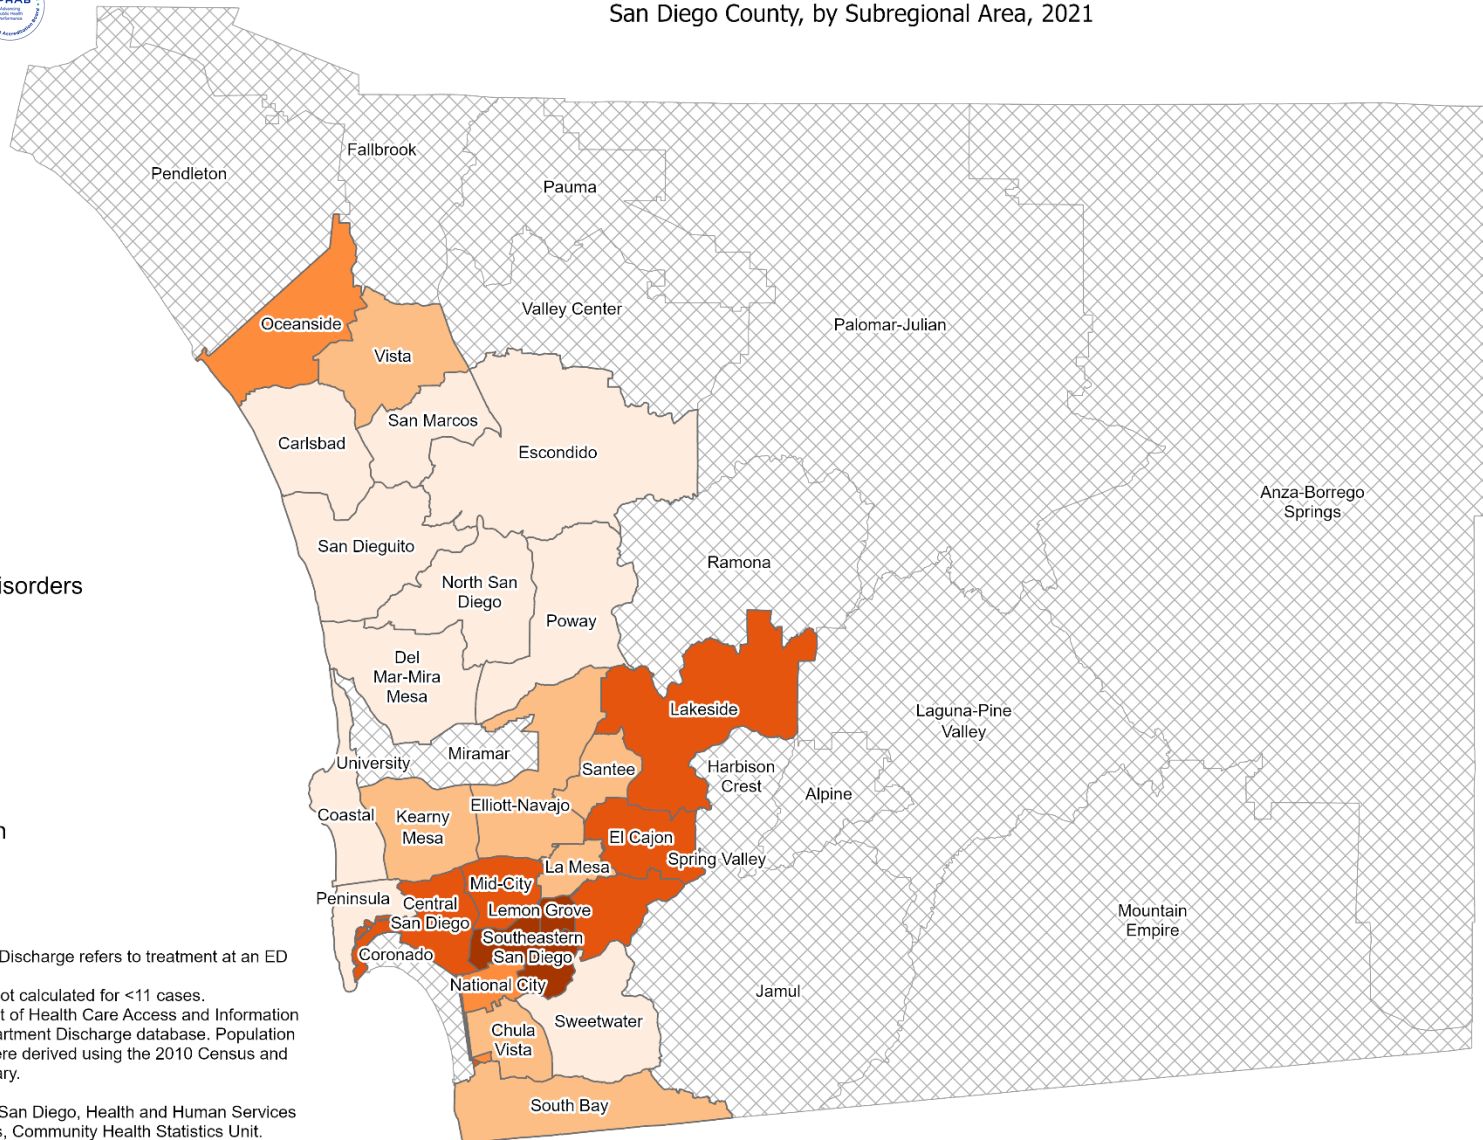 Advancing
San Diego County, by Subregional Area, 2021
Fallbrook
Pendleton
Pauma
Valley Center
Oceanside
Palomar-Julian
Vista
San Marcos
Carlsbad
Escondido
Anza-Borrego
Springs
San Dieguito
Ramona
North San
Diego
isorders
Poway
Del
Mar-Mira
Mesa
Lakeside
Laguna-Pine
Valley
Miramar
University
Santee
Harbison
Crest
Alpine
Elliott-Navajo
Coastal
Kearny
Mesa
n
El Cajon
Spring Valley
La Mesa
Mid-City
Peninsula
Central
San Diego
Lemon Grove
Mountain
Empire
Southeastern
San Diego
Coronado
Discharge refers to treatment at an ED
National City
Jamul
ot calculated for <11 cases.
t of Health Care Access and Information
artment Discharge database. Population
ere derived using the 2010 Census and
ary.
Sweetwater
Chula
Vista
South Bay
San Diego, Health and Human Services
s, Community Health Statistics Unit.